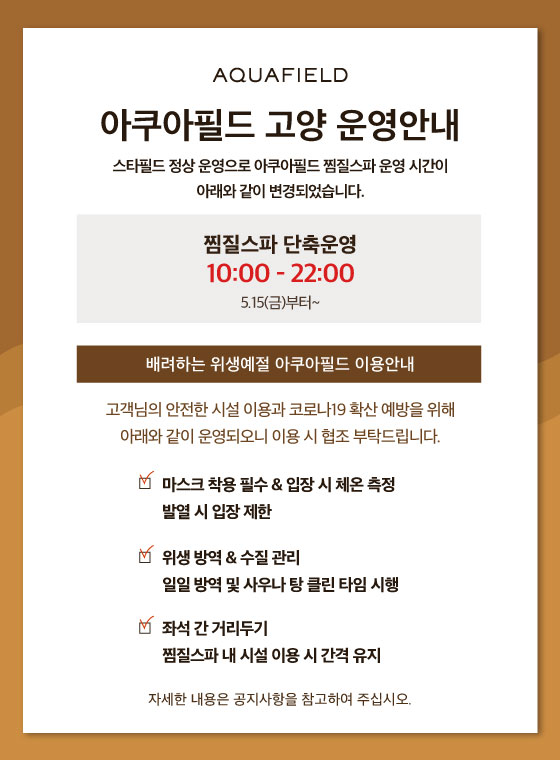 AQUAFIELD
아쿠아필드 고양 운영안내
스타필드 정상 운영으로 아쿠아필드 찜질스파 운영 시간이
아래와 같이 변경되었습니다.
찜질스파 단축운영
10:00 - 22:00
5.15(금)부터~
배려하는 위생예절 아쿠아필드 이용안내
고객님의 안전한 시설 이용과 코로나19 확산 예방을 위해
아래와 같이 운영되오니 이용 시 협조 부탁드립니다.
마스크 착용 필수 & 입장 시 체온 측정
발열 시 입장 제한
위생 방역 & 수질 관리
일일 방역 및 사우나 탕 클린 타임 시행
좌석 간 거리두기
찜질스파 내 시설 이용 시 간격 유지
자세한 내용은 공지사항을 참고하여 주십시오.